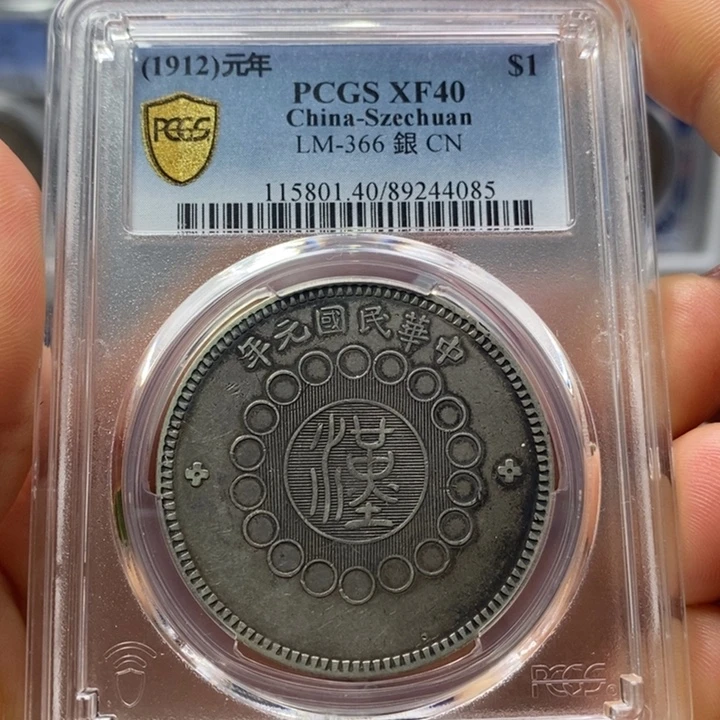 (1912)元年 $1
PCGS XF40
China-Szechuan
LM-366 銀 CN
PCGS
115801.40/89244085
年元國民華中
漢
PCGS